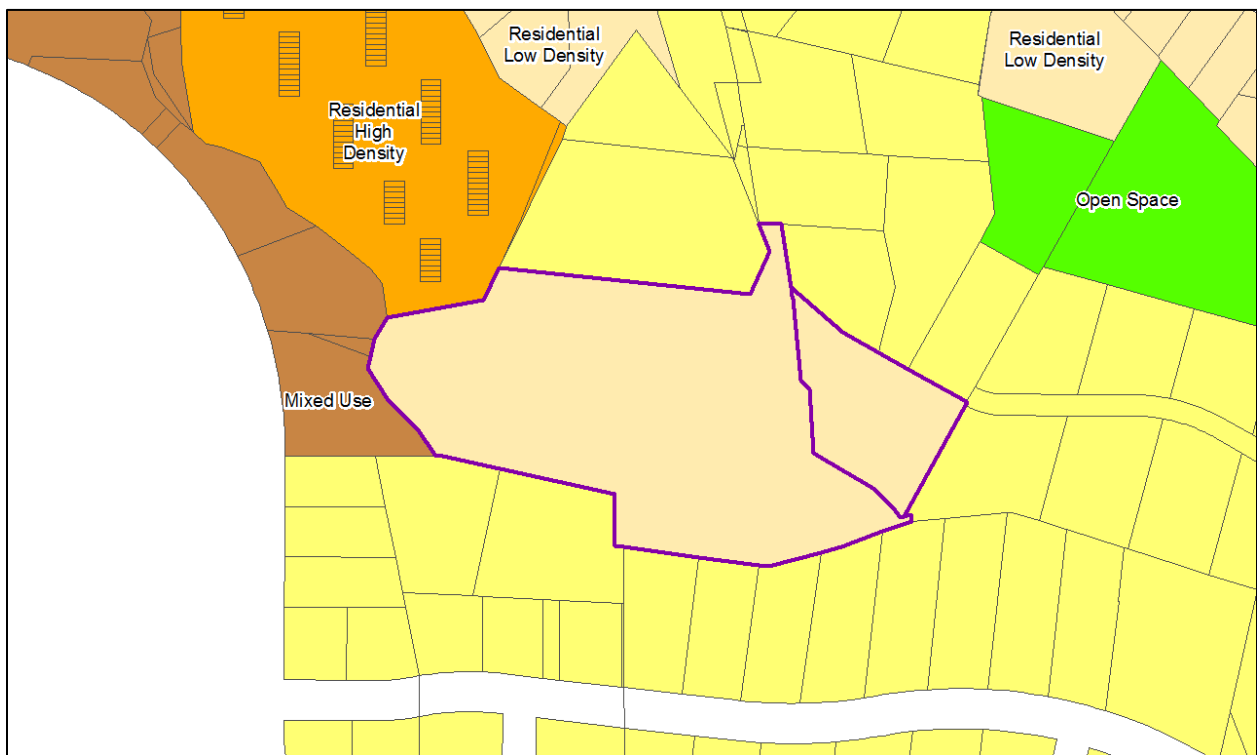 Residential
Low Density
Residential
Low Density
Residential
High
Density
Open Space
Mixed Use